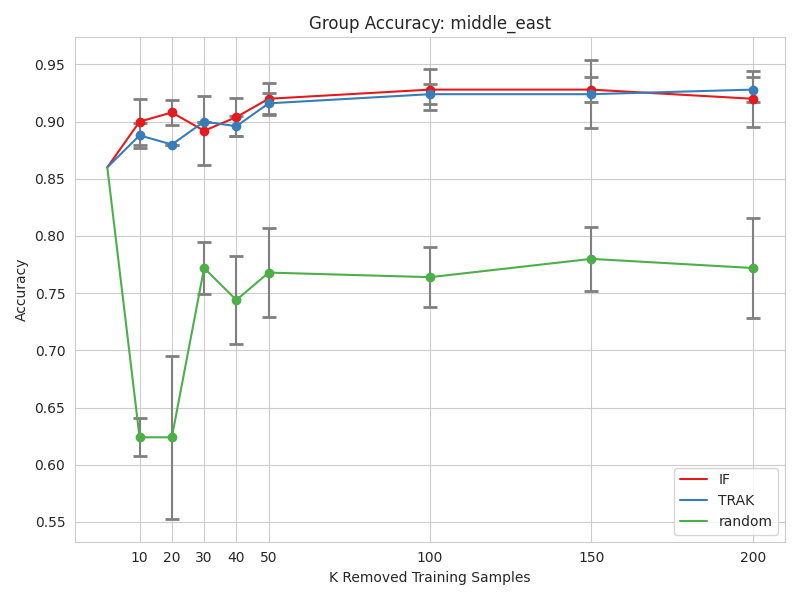 Group Accuracy: middle_east
Accuracy
0.95
0.90
0.85
0.80
0.75
0.70
0.65
0.60
0.55
10 20 30 40 50 100 150 200
K Removed Training Samples
IF
TRAK
random